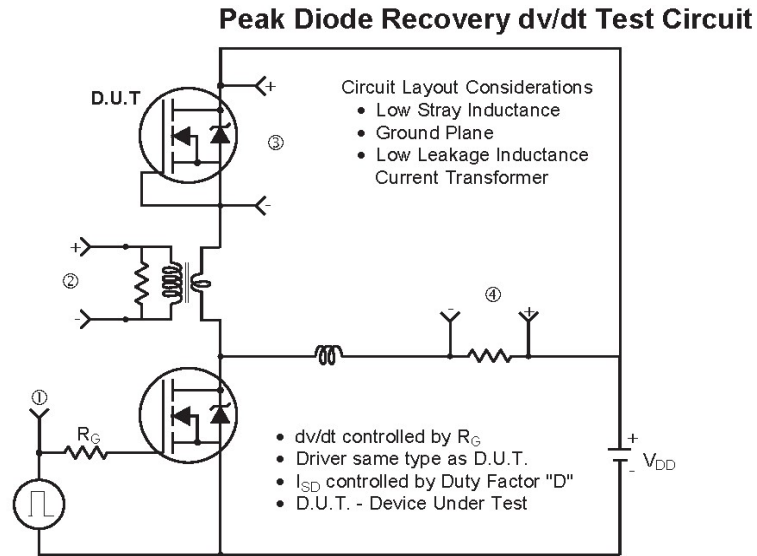 Peak Diode Recovery dv/dt Test Circuit
D.U.T
+
③
-
Circuit Layout Considerations
• Low Stray Inductance
• Ground Plane
• Low Leakage Inductance
Current Transformer
+
②
-
④
-
+
①
RG
• dv/dt controlled by RG
• Driver same type as D.U.T.
• ISD controlled by Duty Factor "D"
• D.U.T. - Device Under Test
+
VDD
-